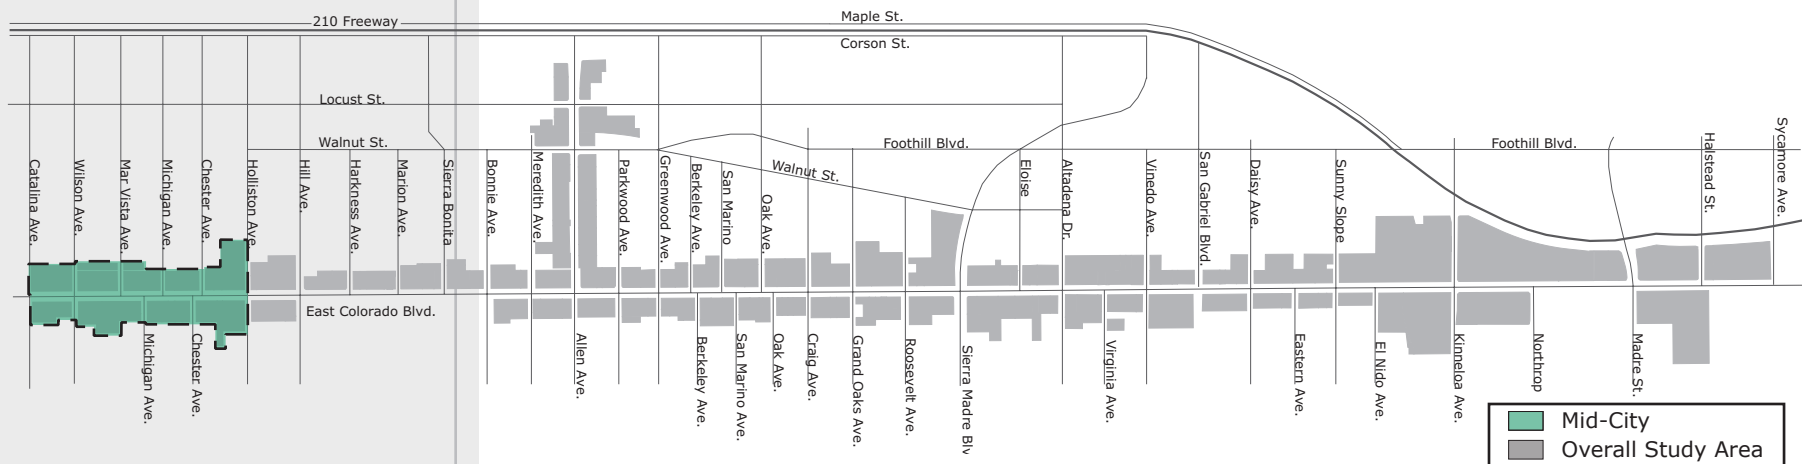 210 Freeway
Maple St.
Corson St.
Locust St.
Walnut St.
Foothill Blvd.
Foothill Blvd.
Walnut St.
Catalina Ave.
Wilson Ave.
Mar Vista Ave.
Michigan Ave.
Chester Ave.
Holliston Ave.
Hill Ave.
Harkness Ave.
Marion Ave.
Sierra Bonita
Bonnie Ave.
Meredith Ave.
Parkwood Ave.
Greenwood Ave.
Berkeley Ave.
San Marino
Oak Ave.
Eloise
Altadena Dr.
Vinedo Ave.
San Gabriel Blvd.
Daisy Ave.
Sunny Slope
Halstead St.
Sycamore Ave.
East Colorado Blvd.
Michigan Ave.
Chester Ave.
Allen Ave.
Berkeley Ave.
San Marino Ave.
Oak Ave.
Craig Ave.
Grand Oaks Ave.
Roosevelt Ave.
Sierra Madre Blv
Virginia Ave.
Eastern Ave.
El Nido Ave.
Kinneloa Ave.
Northrop
Madre St.
Mid-City
Overall Study Area